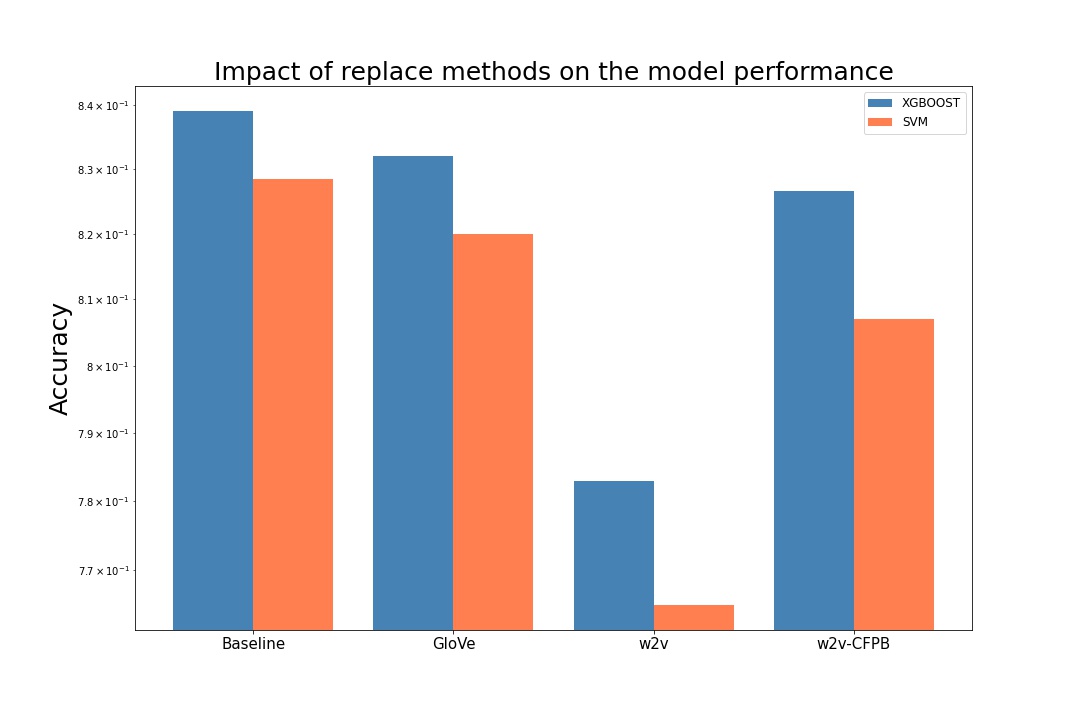 Impact of replace methods on the model performance
XGBOOST
SVM
Accuracy
8.4 × 10⁻¹
8.3 × 10⁻¹
8.2 × 10⁻¹
8.1 × 10⁻¹
8 × 10⁻¹
7.9 × 10⁻¹
7.8 × 10⁻¹
7.7 × 10⁻¹
Baseline
GloVe
w2v
w2v-CFPB